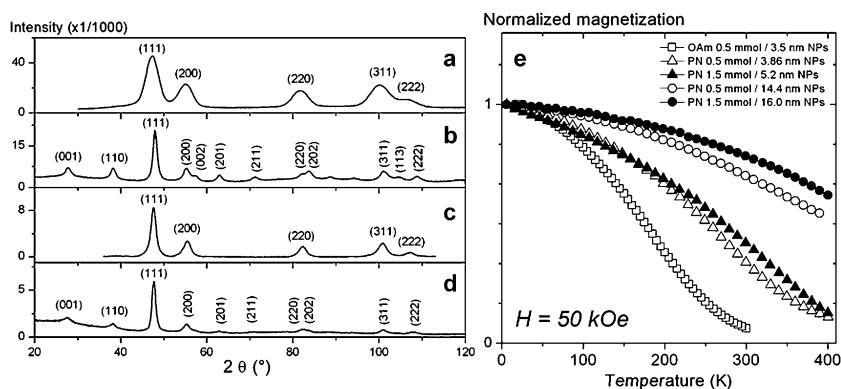 Intensity (x1/1000)
Normalized magnetization
(111)
(200)
(220)
(311)
(222)
a
40
20
0
(001)
(110)
(111)
(200)
(002)
(201)
(211)
(220)
(202)
(311)
(113)
(222)
b
15
0
(111)
(200)
(220)
(311)
(222)
c
8
0
(001)
(110)
(111)
(200)
(201)
(211)
(220)
(202)
(311)
(222)
d
5
0
20 40 60 80 100 120
2 θ (°)
e
OAm 0.5 mmol / 3.5 nm NPs
PN 0.5 mmol / 3.86 nm NPs
PN 1.5 mmol / 5.2 nm NPs
PN 0.5 mmol / 14.4 nm NPs
PN 1.5 mmol / 16.0 nm NPs
1
0
H = 50 kOe
0 100 200 300 400
Temperature (K)